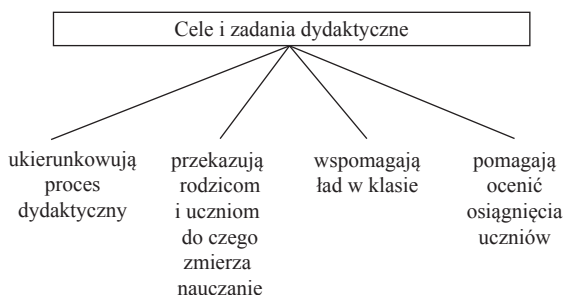 Cele i zadania dydaktyczne
ukierunkowują
proces
dydaktyczny
przekazują
rodzicom
i uczniom
do czego
zmierza
nauczanie
wspomagają
ład w klasie
pomagają
ocenić
osiągnięcia
uczniów